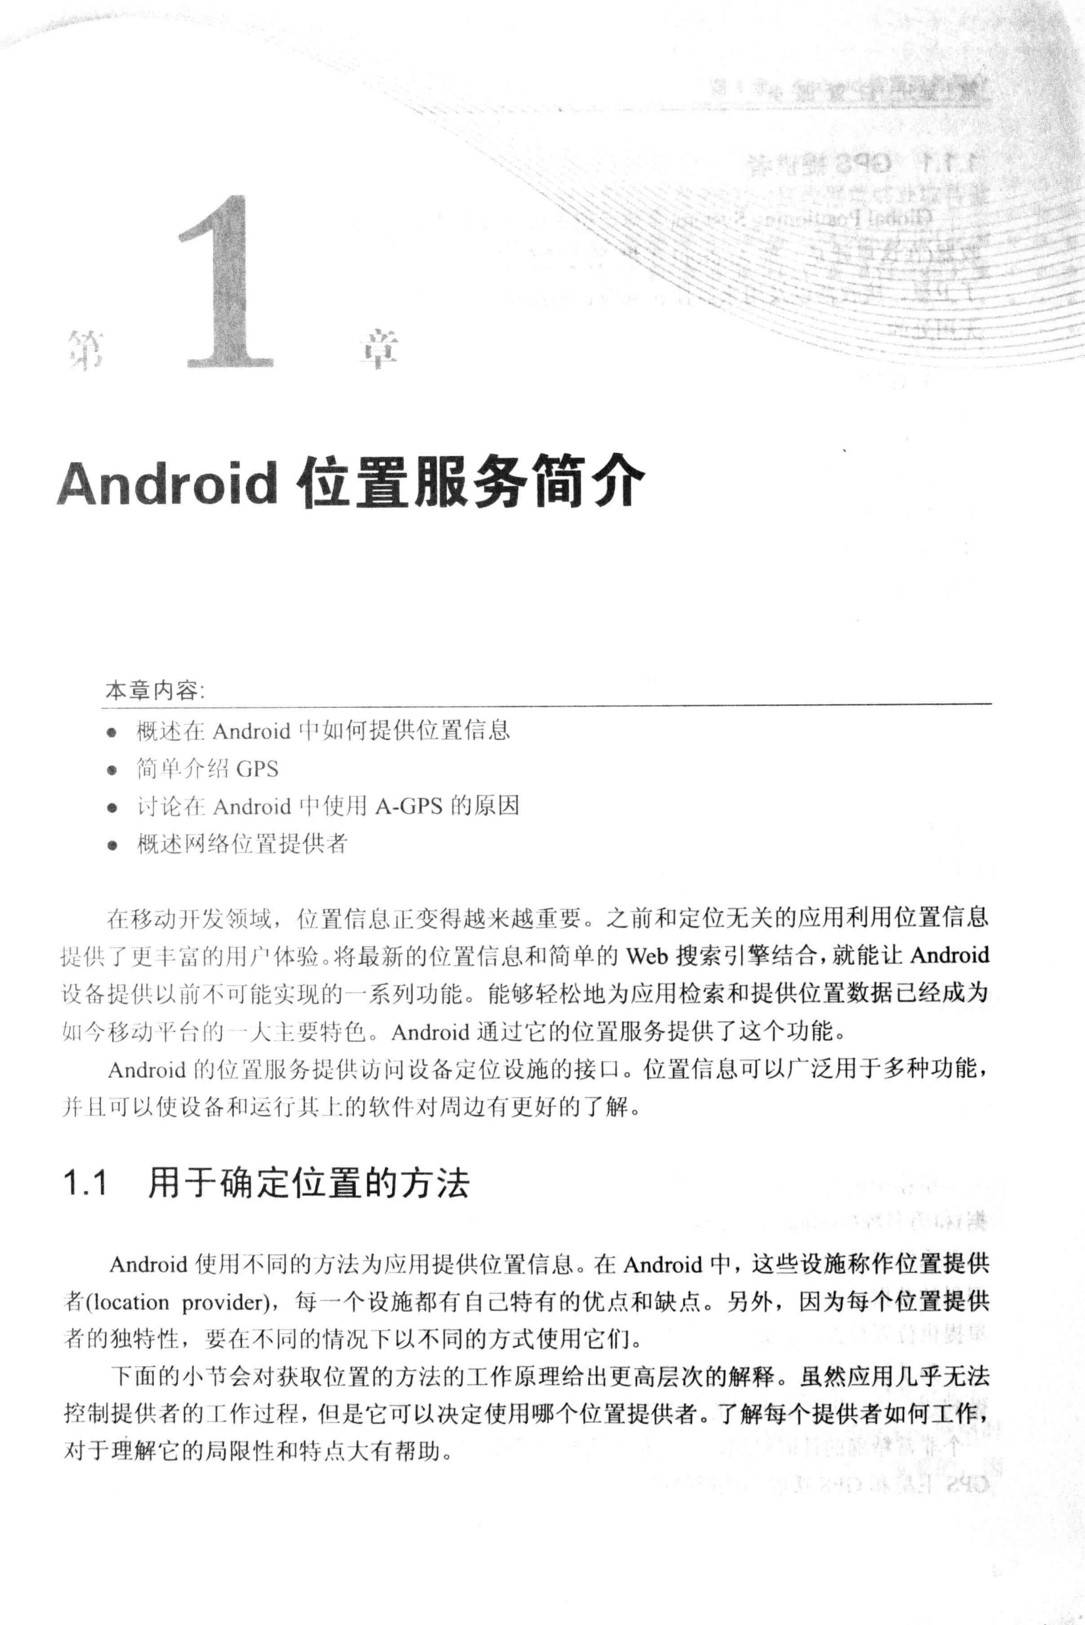 第 1 章
Android 位置服务简介
本章内容:
● 概述在 Android 中如何提供位置信息
● 简单介绍 GPS
● 讨论在 Android 中使用 A-GPS 的原因
● 概述网络位置提供者
在移动开发领域，位置信息正变得越来越重要。之前和定位无关的应用利用位置信息
提供了更丰富的用户体验。将最新的位置信息和简单的 Web 搜索引擎结合，就能让 Android
设备提供以前不可能实现的一系列功能。能够轻松地为应用检索和提供位置数据已经成为
如今移动平台的一大主要特色。Android 通过它的位置服务提供了这个功能。
Android 的位置服务提供访问设备定位设施的接口。位置信息可以广泛用于多种功能，
并且可以使设备和运行其上的软件对周边有更好的了解。
1.1 用于确定位置的方法
Android 使用不同的方法为应用提供位置信息。在 Android 中，这些设施称作位置提供
者(location provider)，每一个设施都有自己特有的优点和缺点。另外，因为每个位置提供
者的独特性，要在不同的情况下以不同的方式使用它们。
下面的小节会对获取位置的方法的工作原理给出更高层次的解释。虽然应用几乎无法
控制提供者的工作过程，但是它可以决定使用哪个位置提供者。了解每个提供者如何工作，
对于理解它的局限性和特点大有帮助。